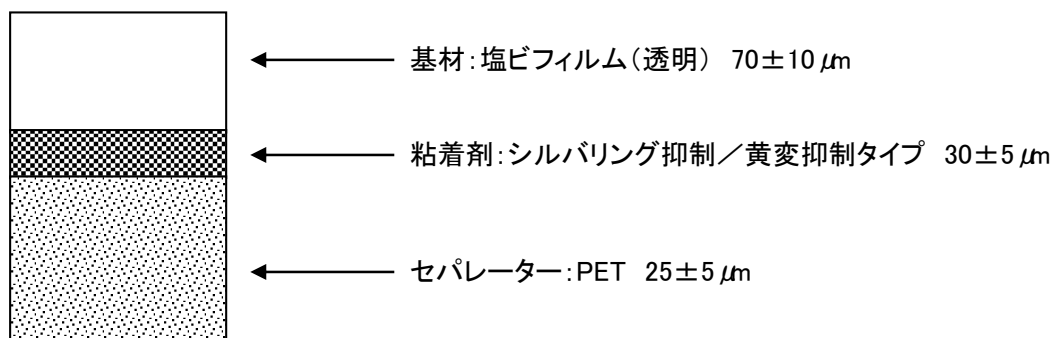 基材:塩ビフィルム(透明) 70±10μm
粘着剤:シルバリング抑制/黄変抑制タイプ 30±5μm
セパレーター:PET 25±5μm